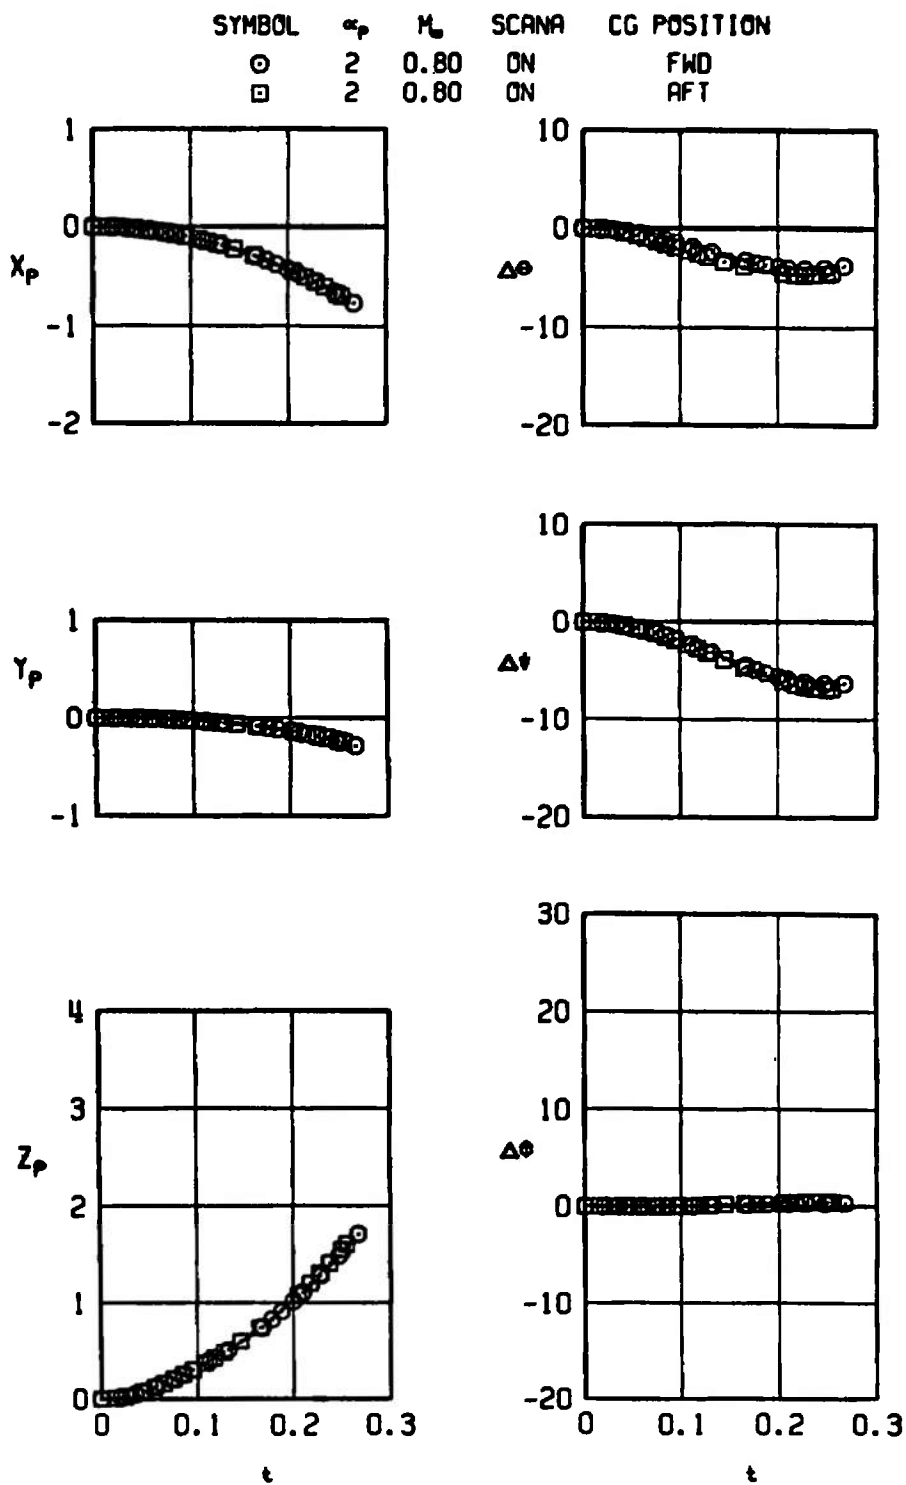 SYMBOL αp M∞ SCANA CG POSITION
⊙ 2 0.80 ON FWD
⊡ 2 0.80 ON AFT
1
0
-1
-2
Xp
10
0
-10
-20
Δθ
1
0
-1
Yp
10
0
-10
-20
Δψ
4
3
2
1
0
Zp
0 0.1 0.2 0.3
t
30
20
10
0
-10
-20
ΔΦ
0 0.1 0.2 0.3
t